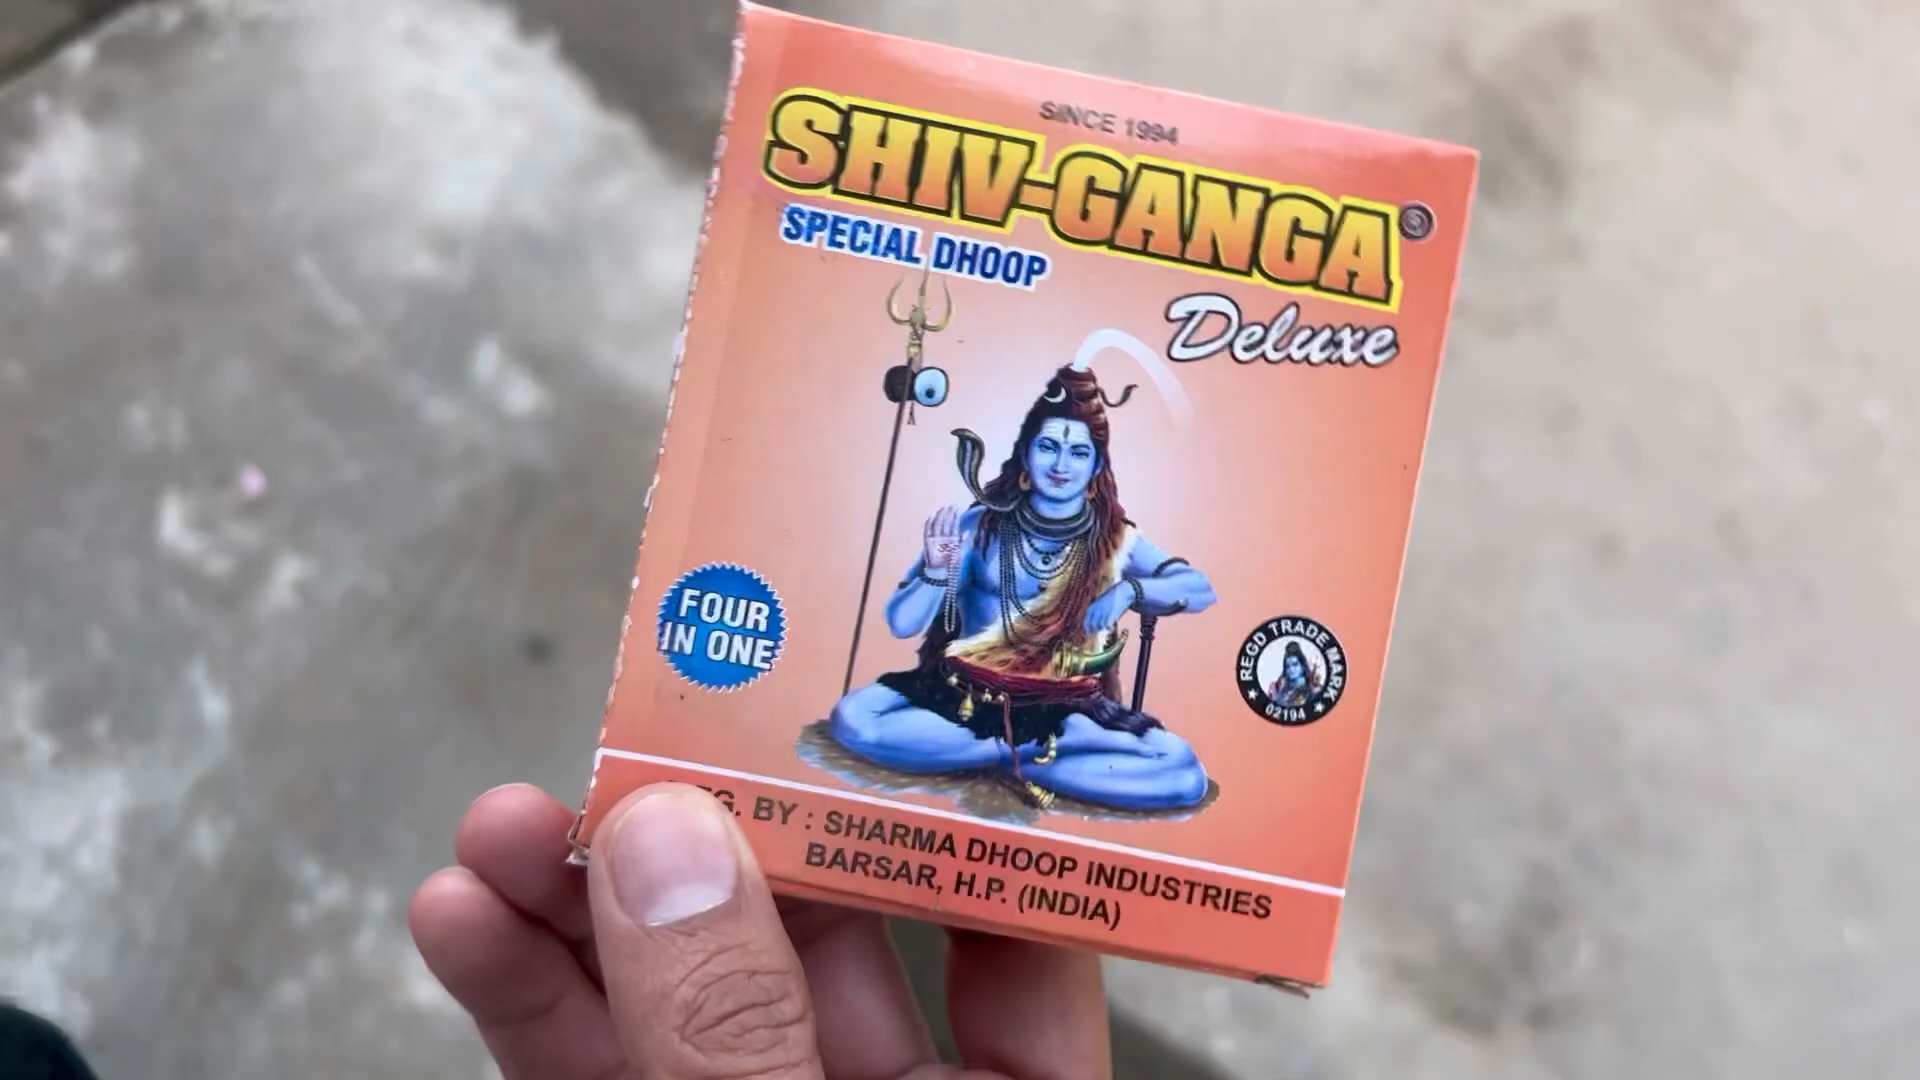 SINCE 1994
SHIV-GANGA®
SPECIAL DHOOP
Deluxe
FOUR
IN ONE
REGD TRADE MARK
02194
G. BY : SHARMA DHOOP INDUSTRIES
BARSAR, H.P. (INDIA)